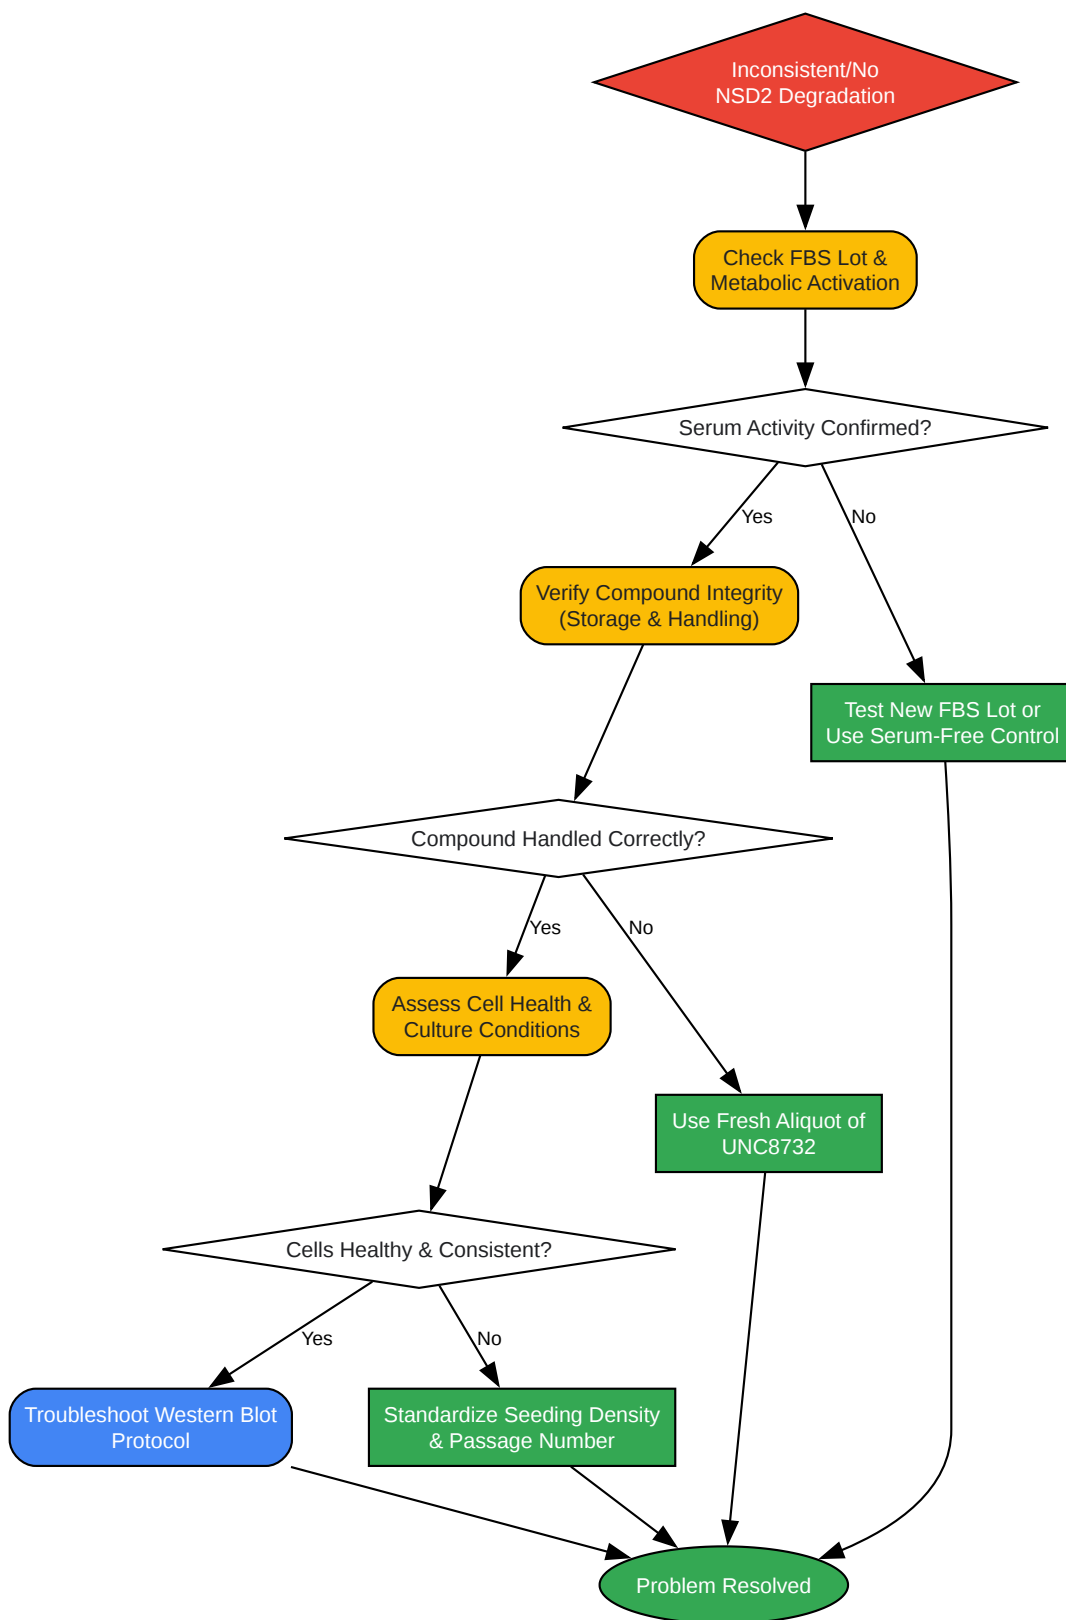 Inconsistent/No
NSD2 Degradation
Check FBS Lot &
Metabolic Activation
Serum Activity Confirmed?
Yes
No
Verify Compound Integrity
(Storage & Handling)
Test New FBS Lot or
Use Serum-Free Control
Compound Handled Correctly?
Yes
No
Assess Cell Health &
Culture Conditions
Use Fresh Aliquot of
UNC8732
Cells Healthy & Consistent?
Yes
No
Troubleshoot Western Blot
Protocol
Standardize Seeding Density
& Passage Number
Problem Resolved